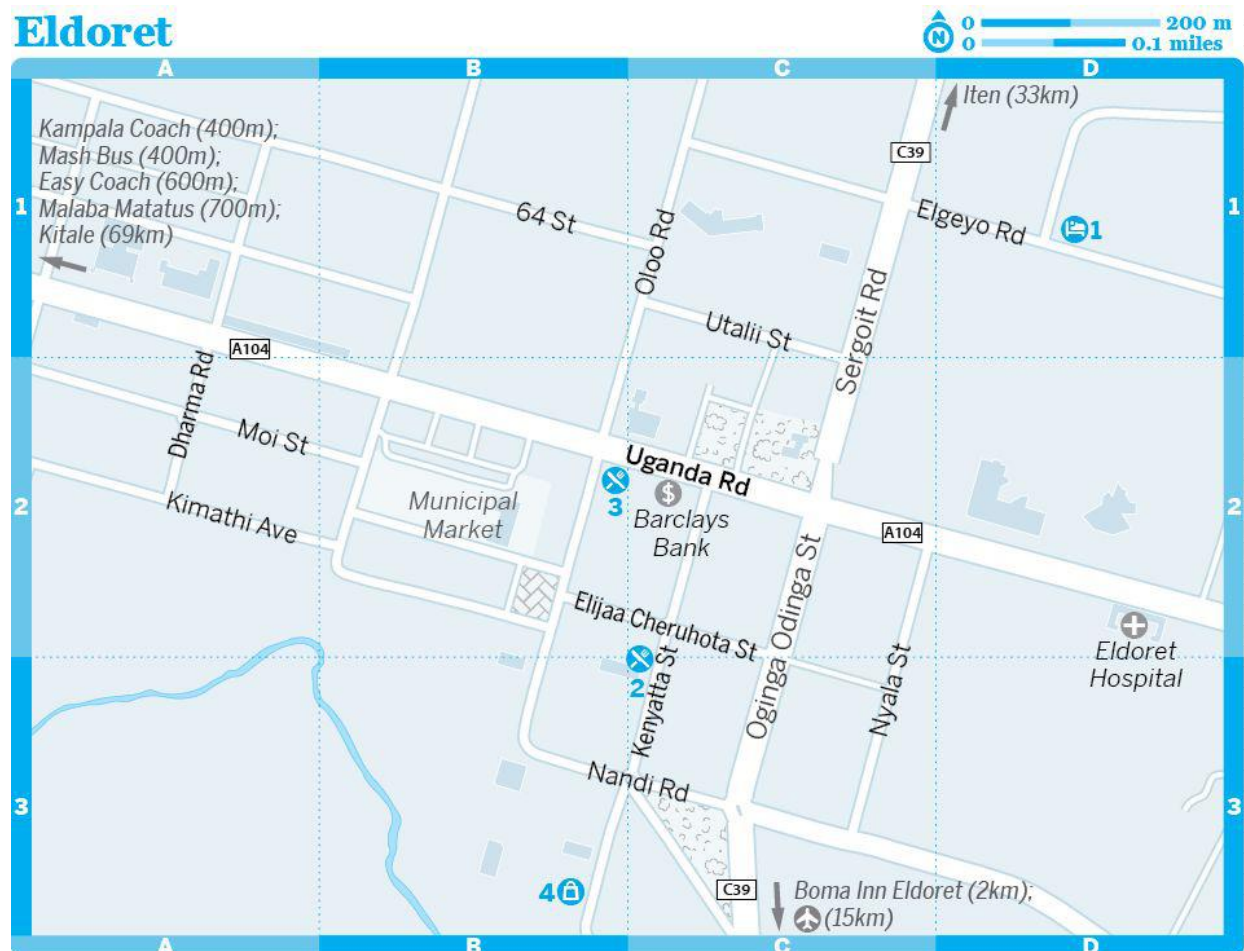 Eldoret
0 200 m
N
0 0.1 miles
A B C D
Iten (33km)
Kampala Coach (400m);
Mash Bus (400m);
Easy Coach (600m);
Malaba Matatus (700m);
Kitale (69km)
C39
1 1
64 St
Oloo Rd
Elgeyo Rd
1
Utalii St
Sergoit Rd
A104
Dharma Rd
Moi St
Uganda Rd
Kimathi Ave
Municipal
Market
3
$
Barclays
Bank
2 2
A104
Oginga Odinga St
Elijaa Cheruhota St
Eldoret
Hospital
2
Kenyatta St
Nyala St
Nandi Rd
3 3
4
C39
Boma Inn Eldoret (2km);
(15km)
A B C D